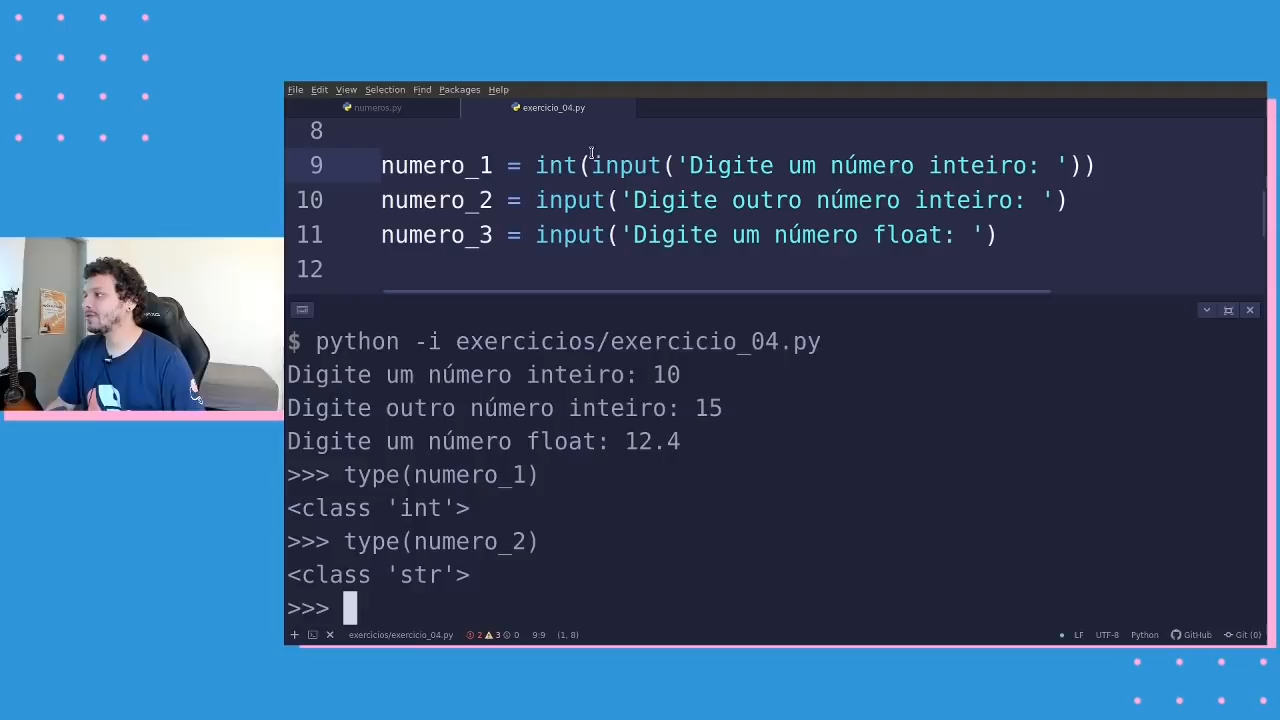 File Edit View Selection Find Packages Help
numeros.py exercicio_04.py
8
9 numero_1 = int(input('Digite um número inteiro: '))
10 numero_2 = input('Digite outro número inteiro: ')
11 numero_3 = input('Digite um número float: ')
12
$ python -i exercicios/exercicio_04.py
Digite um número inteiro: 10
Digite outro número inteiro: 15
Digite um número float: 12.4
>>> type(numero_1)
<class 'int'>
>>> type(numero_2)
<class 'str'>
>>>
exercicios/exercicio_04.py 2 3 0 9:9 (1, 8) LF UTF-8 Python GitHub Git (0)